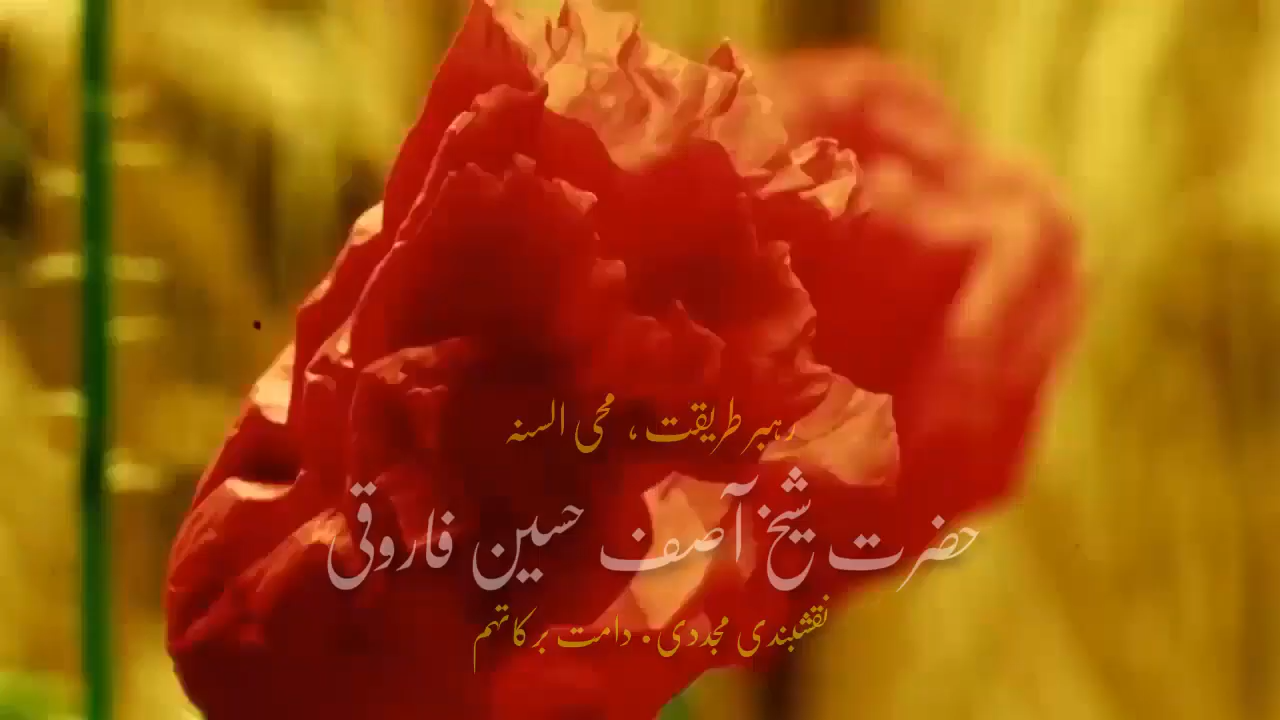 رہبر طریقت، محی السنہ
حضرت شیخ آصف حسین فاروقی
نقشبندی مجددی۔ دامت برکاتہم